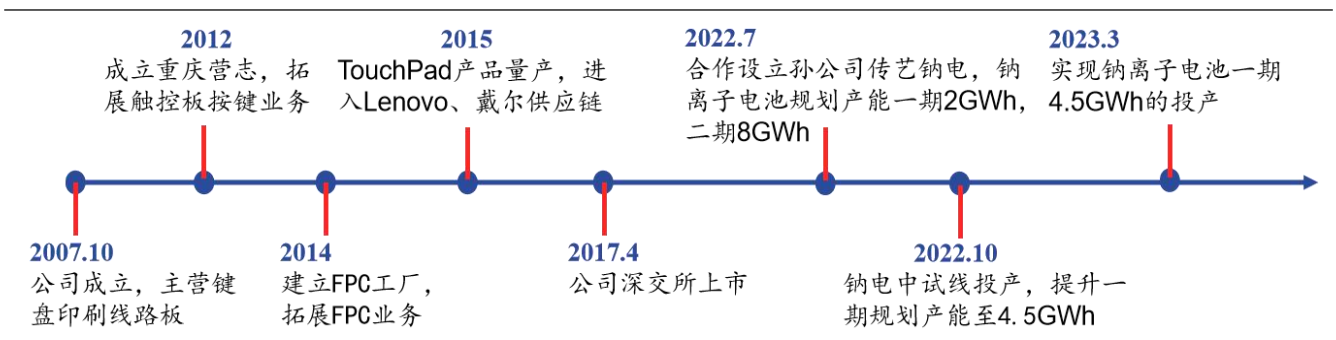 2012
成立重庆营志，拓
展触控板按键业务
2015
TouchPad产品量产，进
入Lenovo、戴尔供应链
2022.7
合作设立孙公司传艺钠电，钠
离子电池规划产能一期2GWh，
二期8GWh
2023.3
实现钠离子电池一期
4.5GWh的投产
2007.10
公司成立，主营键
盘印刷线路板
2014
建立FPC工厂，
拓展FPC业务
2017.4
公司深交所上市
2022.10
钠电中试线投产，提升一
期规划产能至4.5GWh